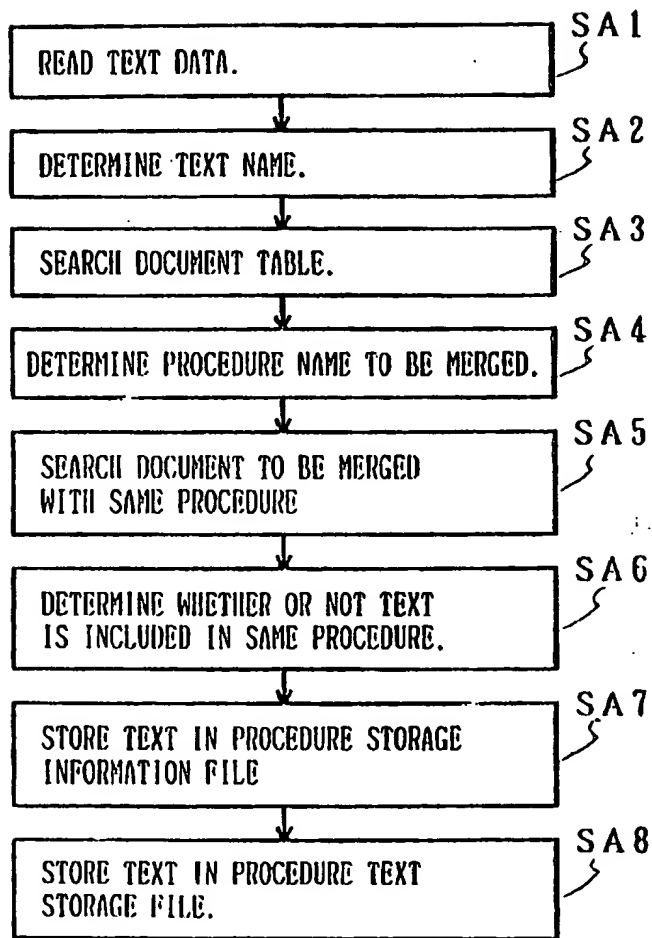 SA1
READ TEXT DATA.
SA2
DETERMINE TEXT NAME.
SA3
SEARCH DOCUMENT TABLE.
SA4
DETERMINE PROCEDURE NAME TO BE MERGED.
SA5
SEARCH DOCUMENT TO BE MERGED
WITH SAME PROCEDURE
SA6
DETERMINE WHETHER OR NOT TEXT
IS INCLUDED IN SAME PROCEDURE.
SA7
STORE TEXT IN PROCEDURE STORAGE
INFORMATION FILE
SA8
STORE TEXT IN PROCEDURE TEXT
STORAGE FILE.